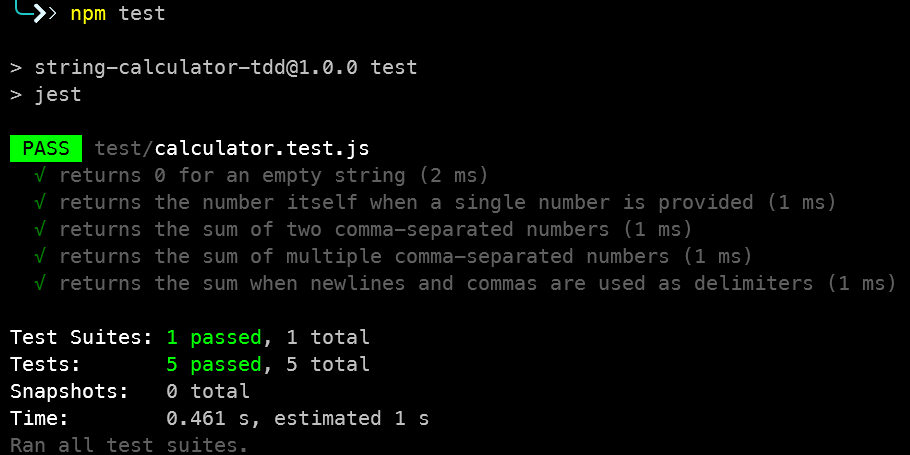 ❯› npm test
> string-calculator-tdd@1.0.0 test
> jest
PASS test/calculator.test.js
√ returns 0 for an empty string (2 ms)
√ returns the number itself when a single number is provided (1 ms)
√ returns the sum of two comma-separated numbers (1 ms)
√ returns the sum of multiple comma-separated numbers (1 ms)
√ returns the sum when newlines and commas are used as delimiters (1 ms)
Test Suites: 1 passed, 1 total
Tests: 5 passed, 5 total
Snapshots: 0 total
Time: 0.461 s, estimated 1 s
Ran all test suites.